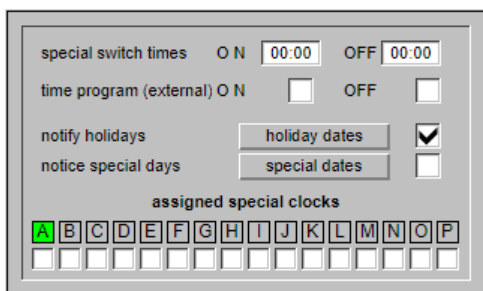 special switch times O N 00:00 OFF 00:00
time program (external) O N OFF
notify holidays holiday dates
notice special days special dates
assigned special clocks
A B C D E F G H I J K L M N O P